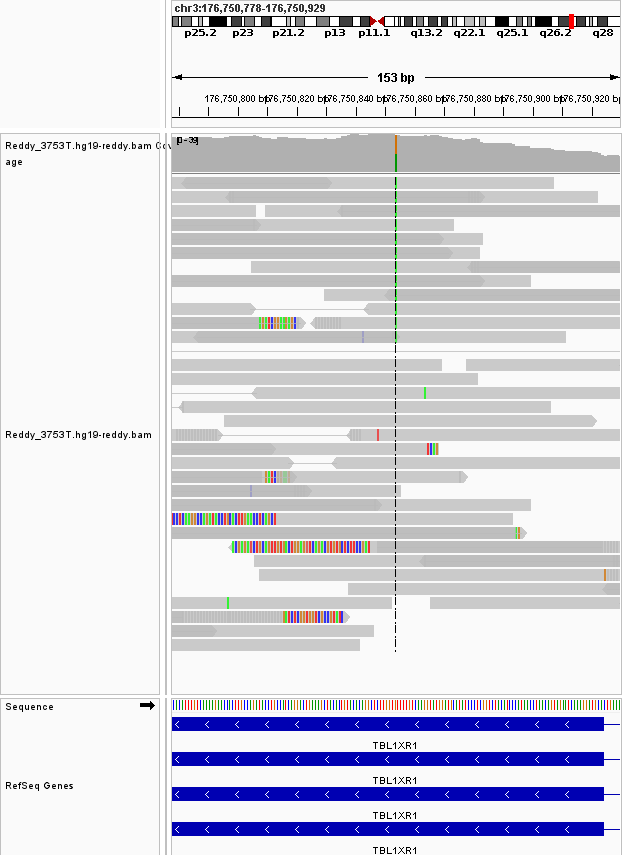 chr3:176,750,778-176,750,929
p25.2 p23 p21.2 p13 p11.1 q13.2 q22.1 q25.1 q26.2 q28
153 bp
176,750,800 bp 176,750,820 bp 176,750,840 bp 176,750,860 bp 176,750,880 bp 176,750,900 bp 176,750,920 bp
Reddy_3753T.hg19-reddy.bam Cov
age
Reddy_3753T.hg19-reddy.bam
Sequence
TBL1XR1
TBL1XR1
RefSeq Genes
TBL1XR1
TBL1XR1